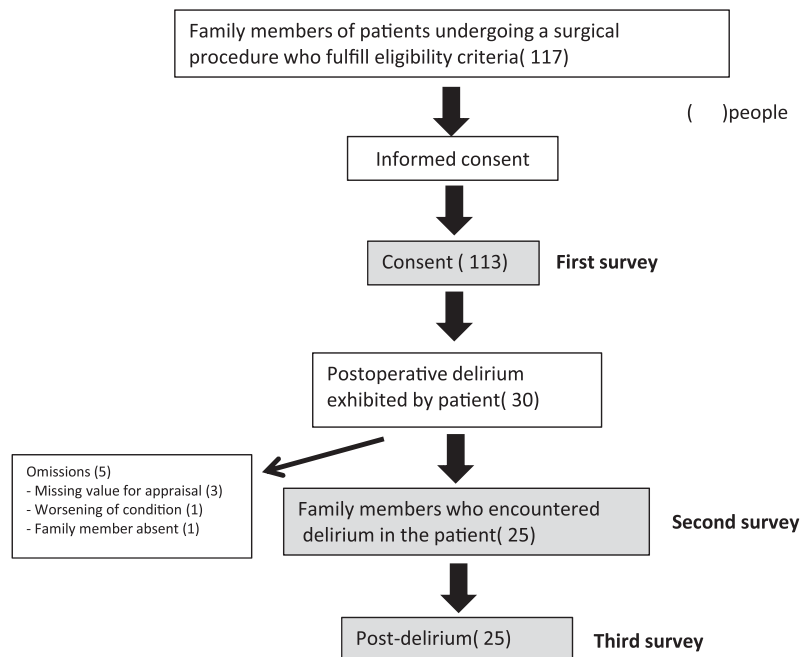 Family members of patients undergoing a surgical
procedure who fulfill eligibility criteria( 117)
(      )people
Informed consent
Consent ( 113)
First survey
Postoperative delirium
exhibited by patient( 30)
Omissions (5)
- Missing value for appraisal (3)
- Worsening of condition (1)
- Family member absent (1)
Family members who encountered
delirium in the patient( 25)
Second survey
Post-delirium( 25)
Third survey